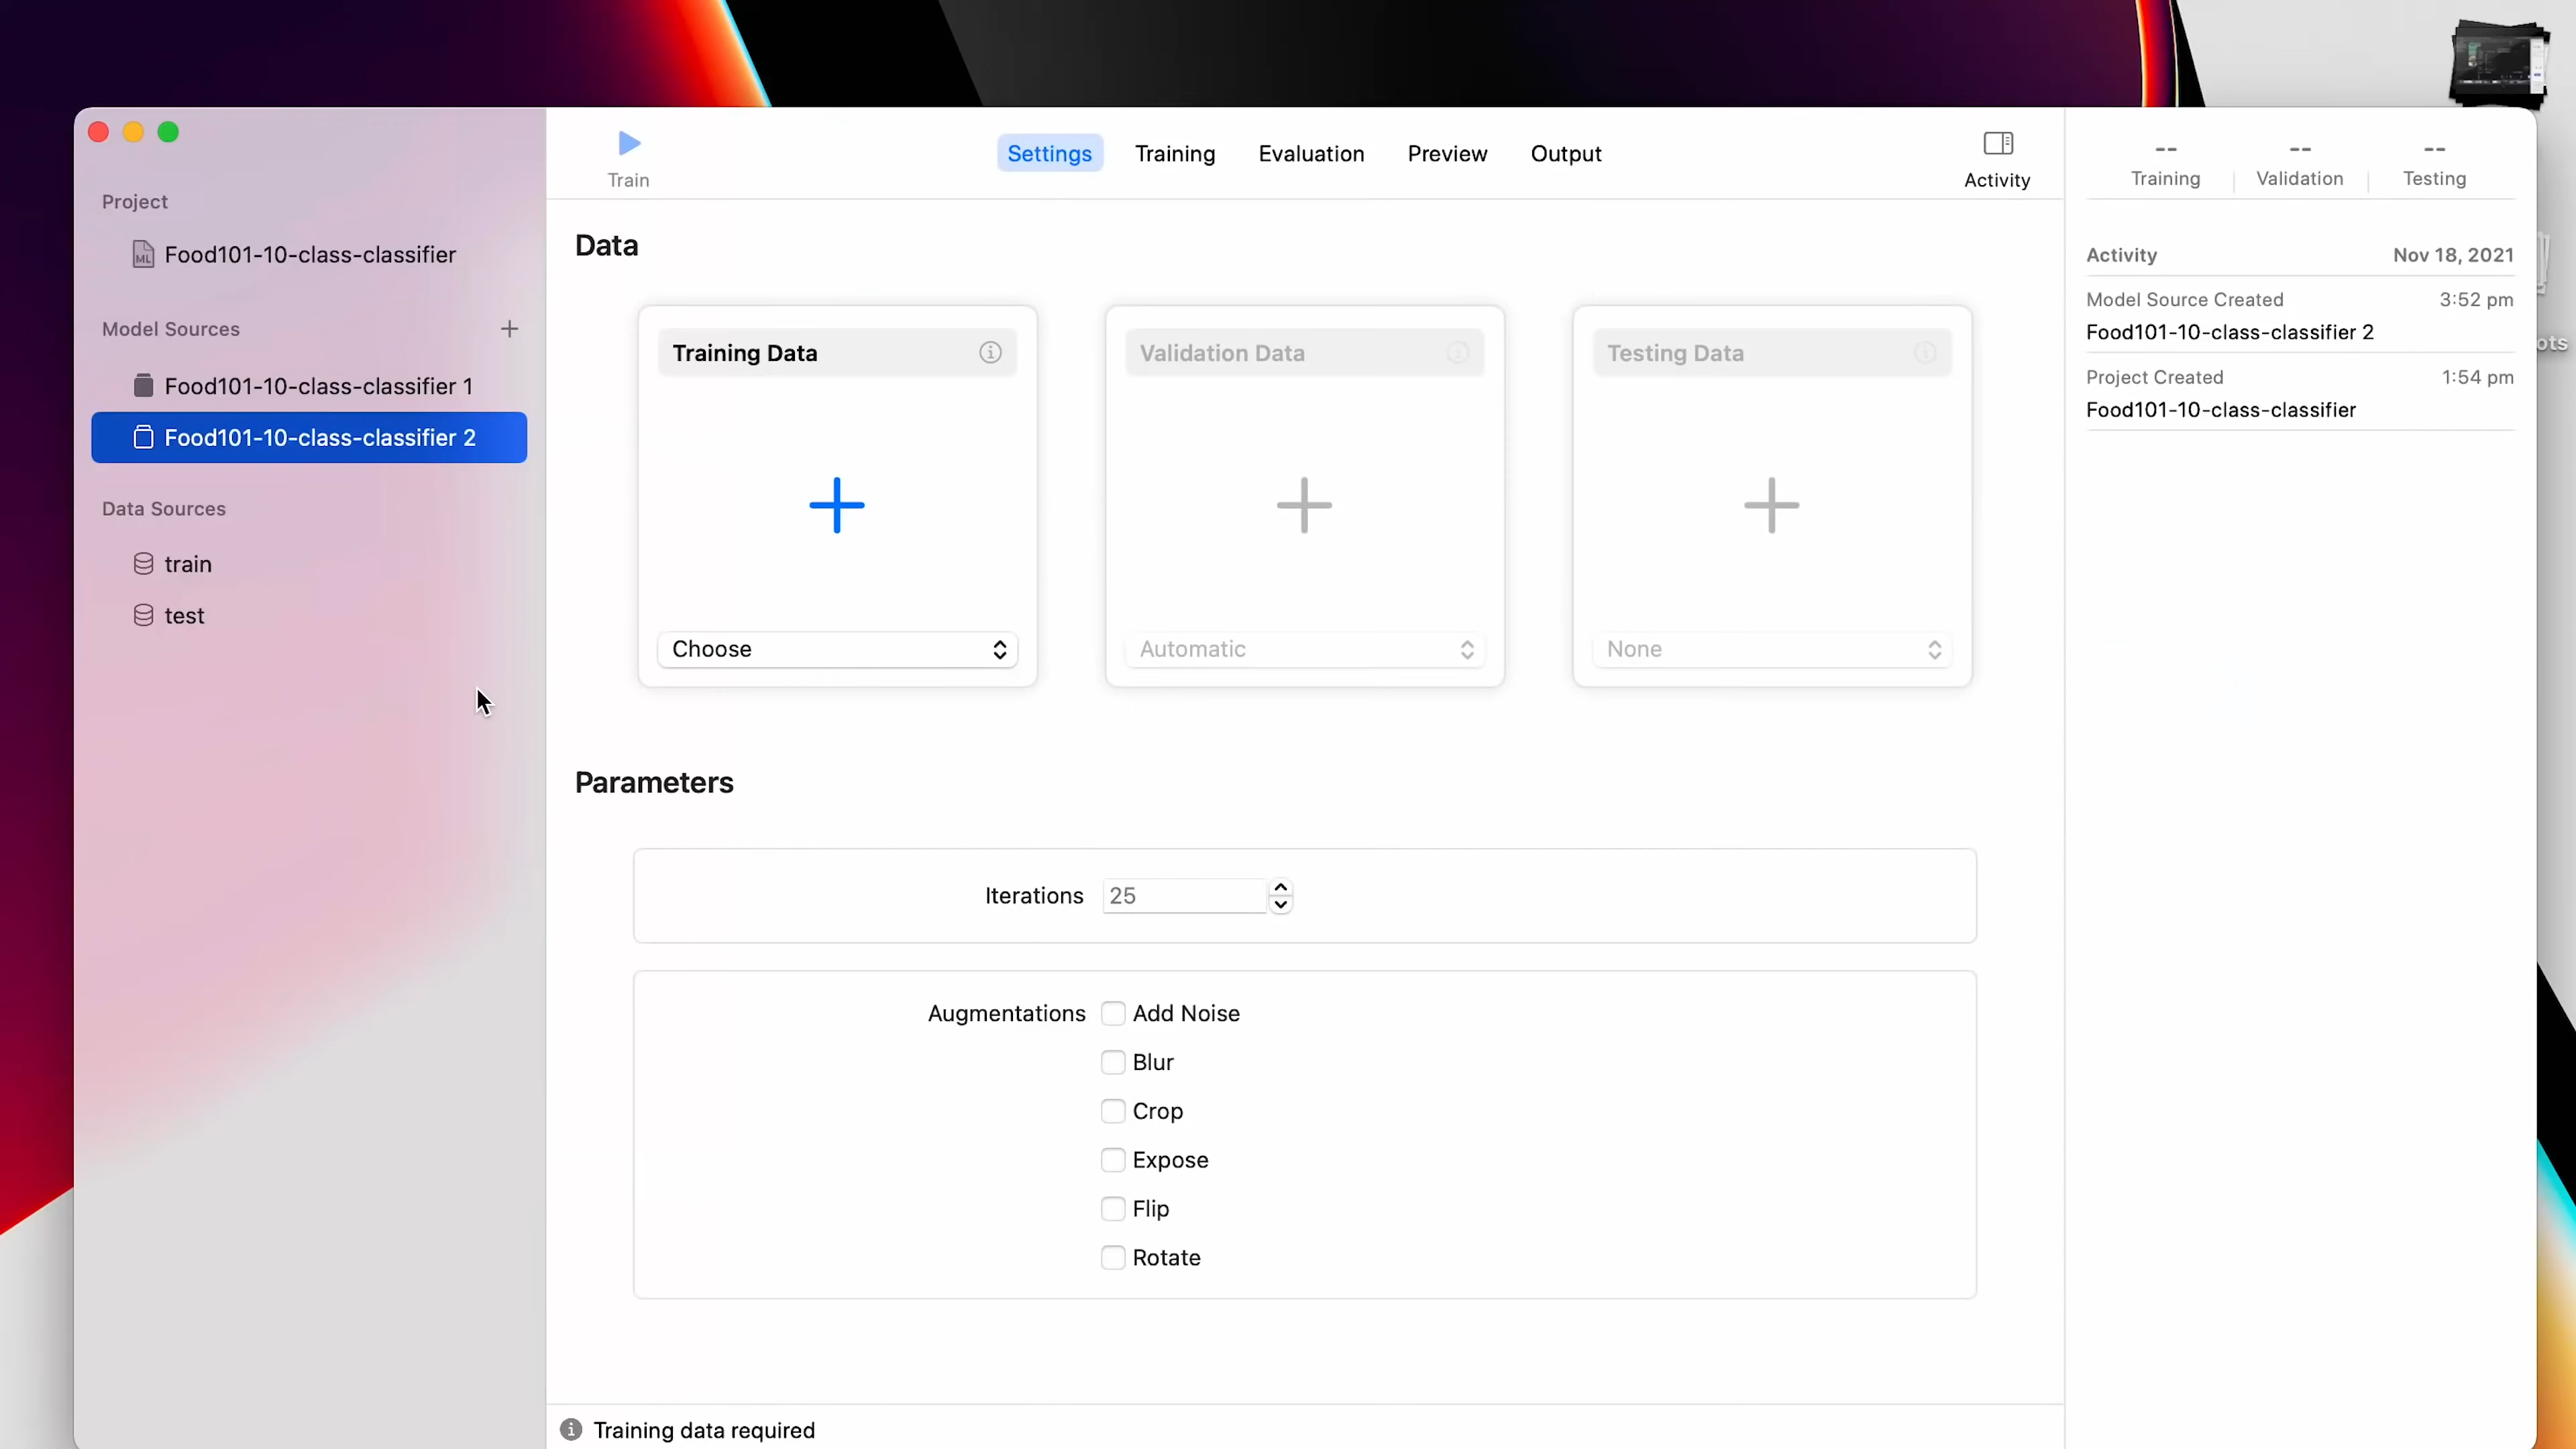 Project
Food101-10-class-classifier
Model Sources
Food101-10-class-classifier 1
Food101-10-class-classifier 2
Data Sources
train
test
Train
Settings
Training
Evaluation
Preview
Output
Activity
Data
Training Data
Choose
Validation Data
Automatic
Testing Data
None
Parameters
Iterations 25
Augmentations
Add Noise
Blur
Crop
Expose
Flip
Rotate
Training data required
-- -- --
Training Validation Testing
Activity Nov 18, 2021
Model Source Created 3:52 pm
Food101-10-class-classifier 2
Project Created 1:54 pm
Food101-10-class-classifier
ots